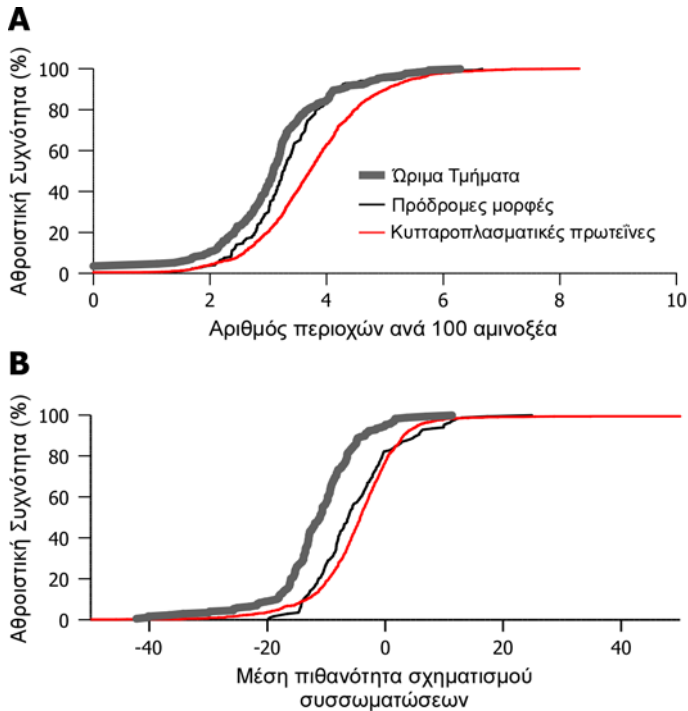 A
Αθροιστική Συχνότητα (%)
100
80
60
40
20
0
Ώριμα Τμήματα
Πρόδρομες μορφές
Κυτταροπλασματικές πρωτεΐνες
0 2 4 6 8 10
Αριθμός περιοχών ανά 100 αμινοξέα
B
Αθροιστική Συχνότητα (%)
100
80
60
40
20
0
-40 -20 0 20 40
Μέση πιθανότητα σχηματισμού
συσσωματώσεων